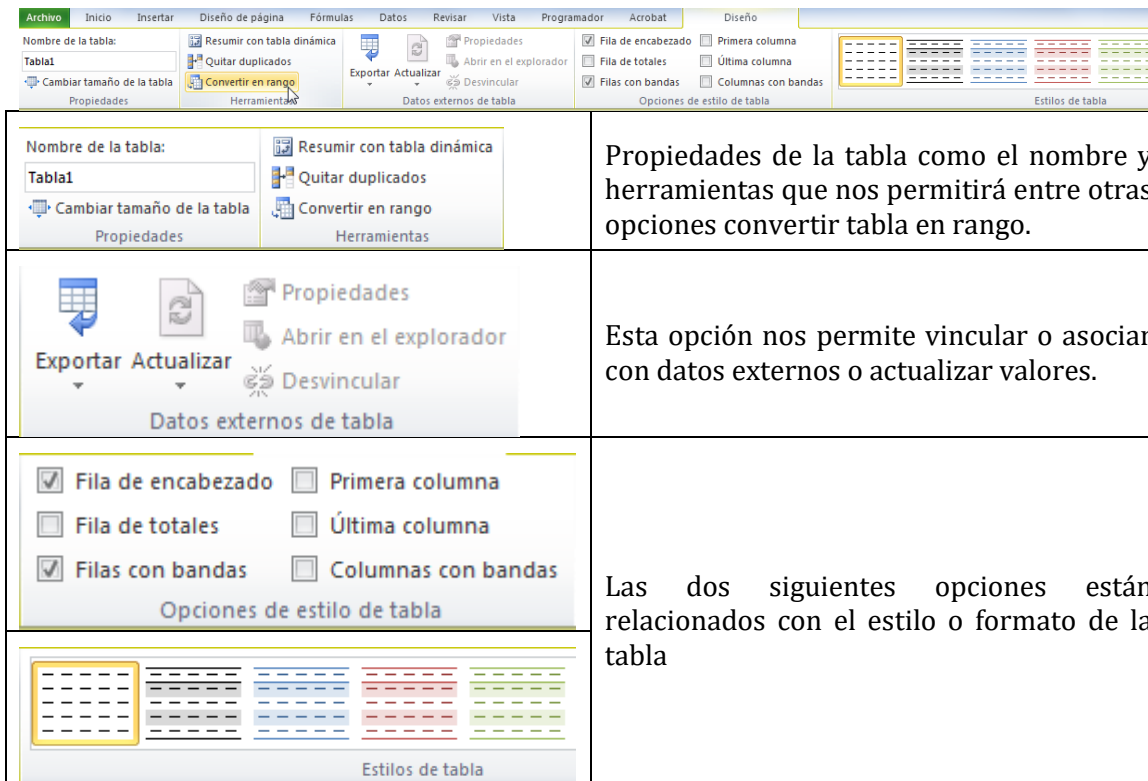 Archivo Inicio Insertar Diseño de página Fórmulas Datos Revisar Vista Programador Acrobat Diseño
Nombre de la tabla: Resumir con tabla dinámica Propiedades Fila de encabezado Primera columna
Tabla1 Quitar duplicados Exportar Actualizar Abrir en el explorador Fila de totales Última columna
Cambiar tamaño de la tabla Convertir en rango Desvincular Filas con bandas Columnas con bandas
Propiedades Herramientas Datos externos de tabla Opciones de estilo de tabla Estilos de tabla
Nombre de la tabla: Resumir con tabla dinámica
Tabla1 Quitar duplicados
Cambiar tamaño de la tabla Convertir en rango
Propiedades Herramientas
Propiedades de la tabla como el nombre y
herramientas que nos permitirá entre otras
opciones convertir tabla en rango.
Propiedades
Abrir en el explorador
Exportar Actualizar
Desvincular
Datos externos de tabla
Esta opción nos permite vincular o asociar
con datos externos o actualizar valores.
Fila de encabezado Primera columna
Fila de totales Última columna
Filas con bandas Columnas con bandas
Opciones de estilo de tabla
Las dos siguientes opciones están
relacionados con el estilo o formato de la
tabla
Estilos de tabla